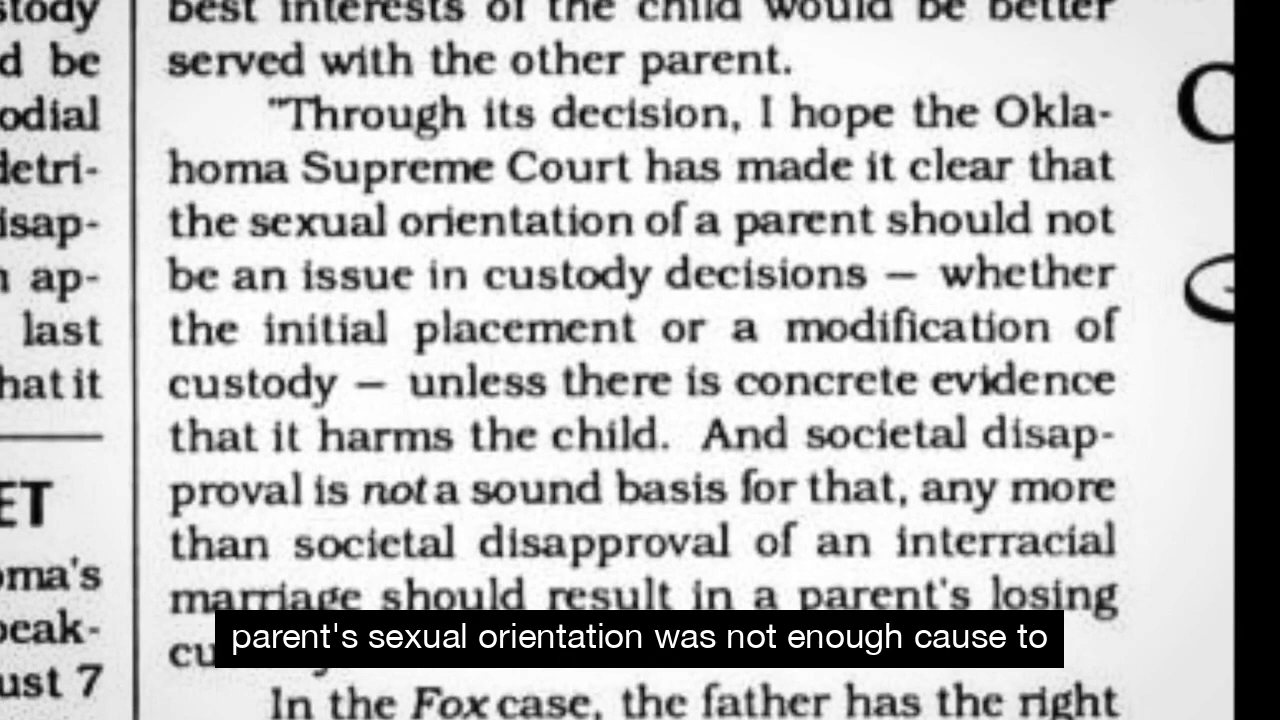 stody
d be
odial
detri-
isap-
n ap-
last
hat it
ET
oma's
peak-
ust 7
best interests of the child would be better
served with the other parent.
"Through its decision, I hope the Okla-
homa Supreme Court has made it clear that
the sexual orientation of a parent should not
be an issue in custody decisions — whether
the initial placement or a modification of
custody — unless there is concrete evidence
that it harms the child. And societal disap-
proval is not a sound basis for that, any more
than societal disapproval of an interracial
marriage should result in a parent's losing
cu
In the Fox case, the father has the right
parent's sexual orientation was not enough cause to